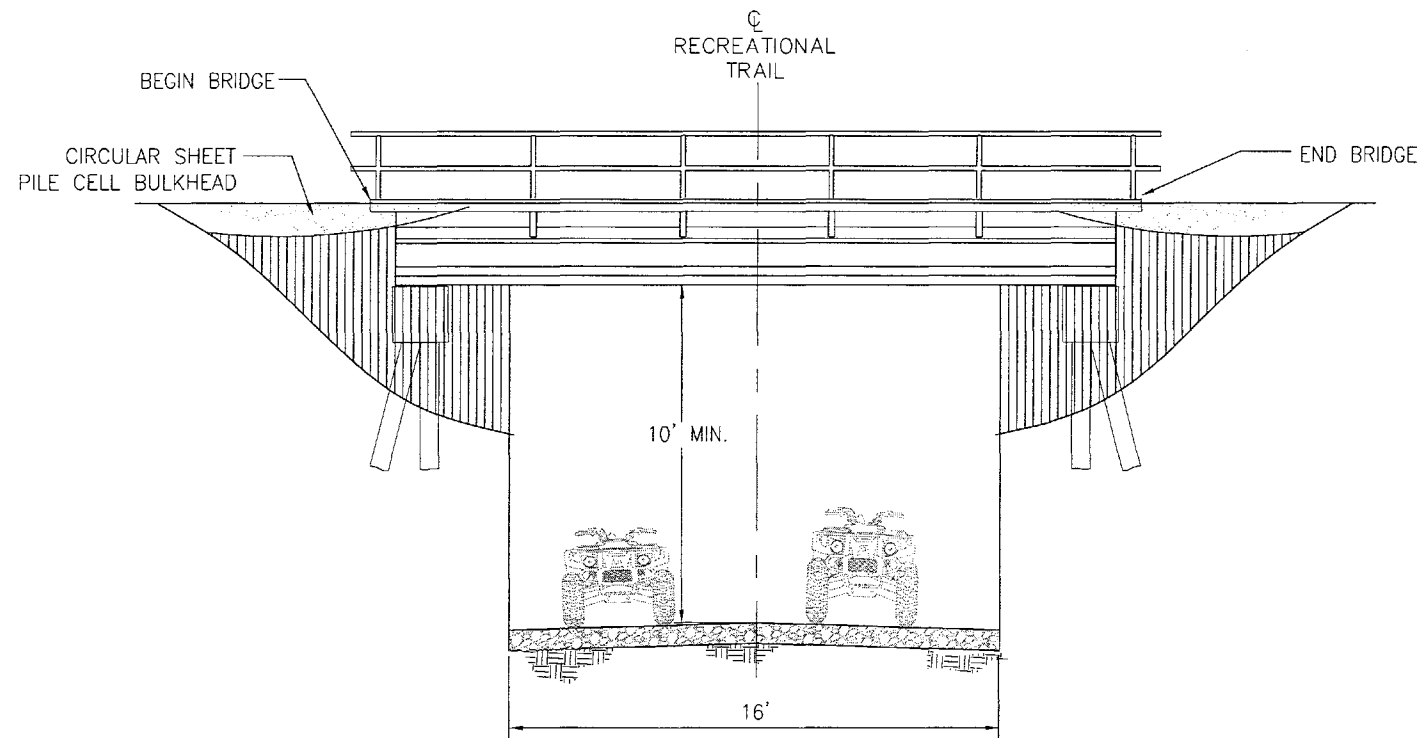 ℄
RECREATIONAL
TRAIL
BEGIN BRIDGE
CIRCULAR SHEET
PILE CELL BULKHEAD
END BRIDGE
10' MIN.
16'